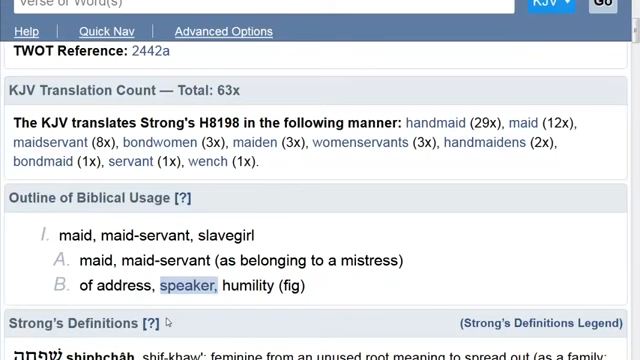 Verse or Word(s) KJV Go
Help Quick Nav Advanced Options
TWOT Reference: 2442a
KJV Translation Count — Total: 63x
The KJV translates Strong's H8198 in the following manner: handmaid (29x), maid (12x),
maidservant (8x), bondwomen (3x), maiden (3x), womenservants (3x), handmaidens (2x),
bondmaid (1x), servant (1x), wench (1x).
Outline of Biblical Usage [?]
I. maid, maid-servant, slavegirl
A. maid, maid-servant (as belonging to a mistress)
B. of address, speaker, humility (fig)
Strong's Definitions [?] (Strong's Definitions Legend)
שִׁפְחָה shiphchâh, shif-khaw'; feminine from an unused root meaning to spread out (as a family;